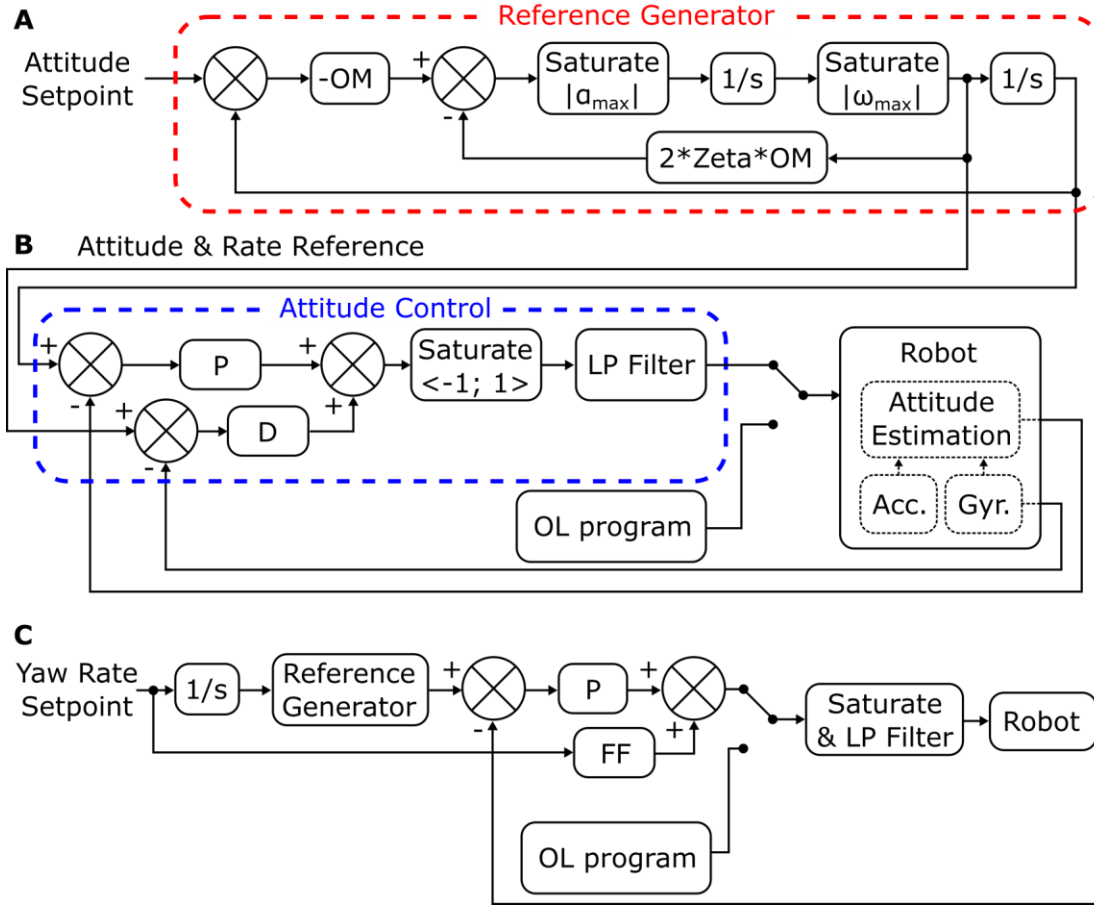 A
Reference Generator
Attitude
Setpoint
-OM
+
-
Saturate
|α_max|
1/s
Saturate
|ω_max|
1/s
2*Zeta*OM
B
Attitude & Rate Reference
Attitude Control
+
-
P
+
+
+
-
D
Saturate
<-1; 1>
LP Filter
OL program
Robot
Attitude
Estimation
Acc.
Gyr.
C
Yaw Rate
Setpoint
1/s
Reference
Generator
+
-
P
FF
+
+
OL program
Saturate
& LP Filter
Robot